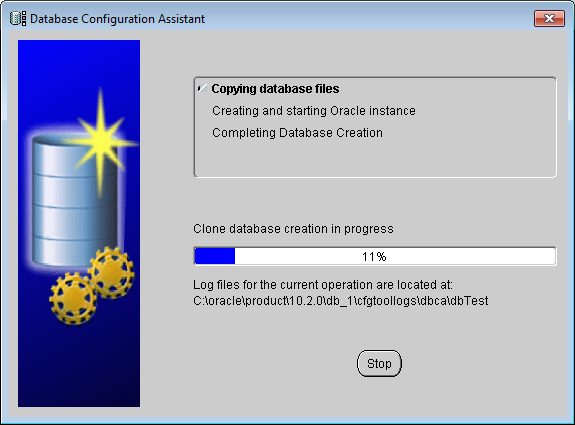 Database Configuration Assistant
Copying database files
Creating and starting Oracle instance
Completing Database Creation
Clone database creation in progress
11%
Log files for the current operation are located at:
C:\oracle\product\10.2.0\db_1\cfgtoollogs\dbca\dbTest
Stop